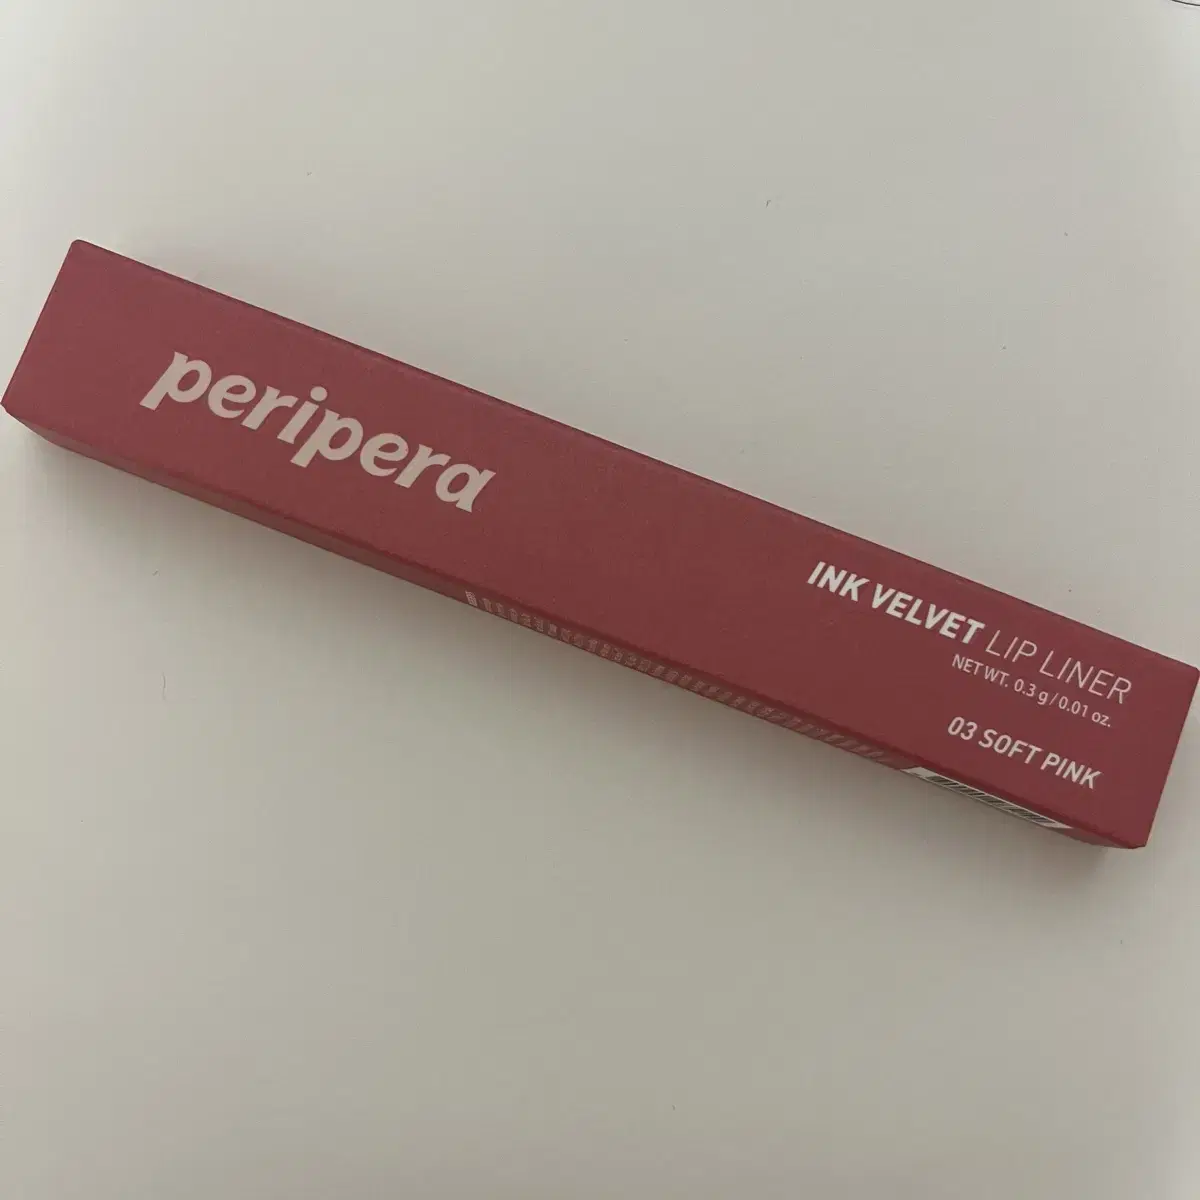 peripera
INK VELVET LIP LINER
NET WT. 0.3 g / 0.01 oz.
03 SOFT PINK